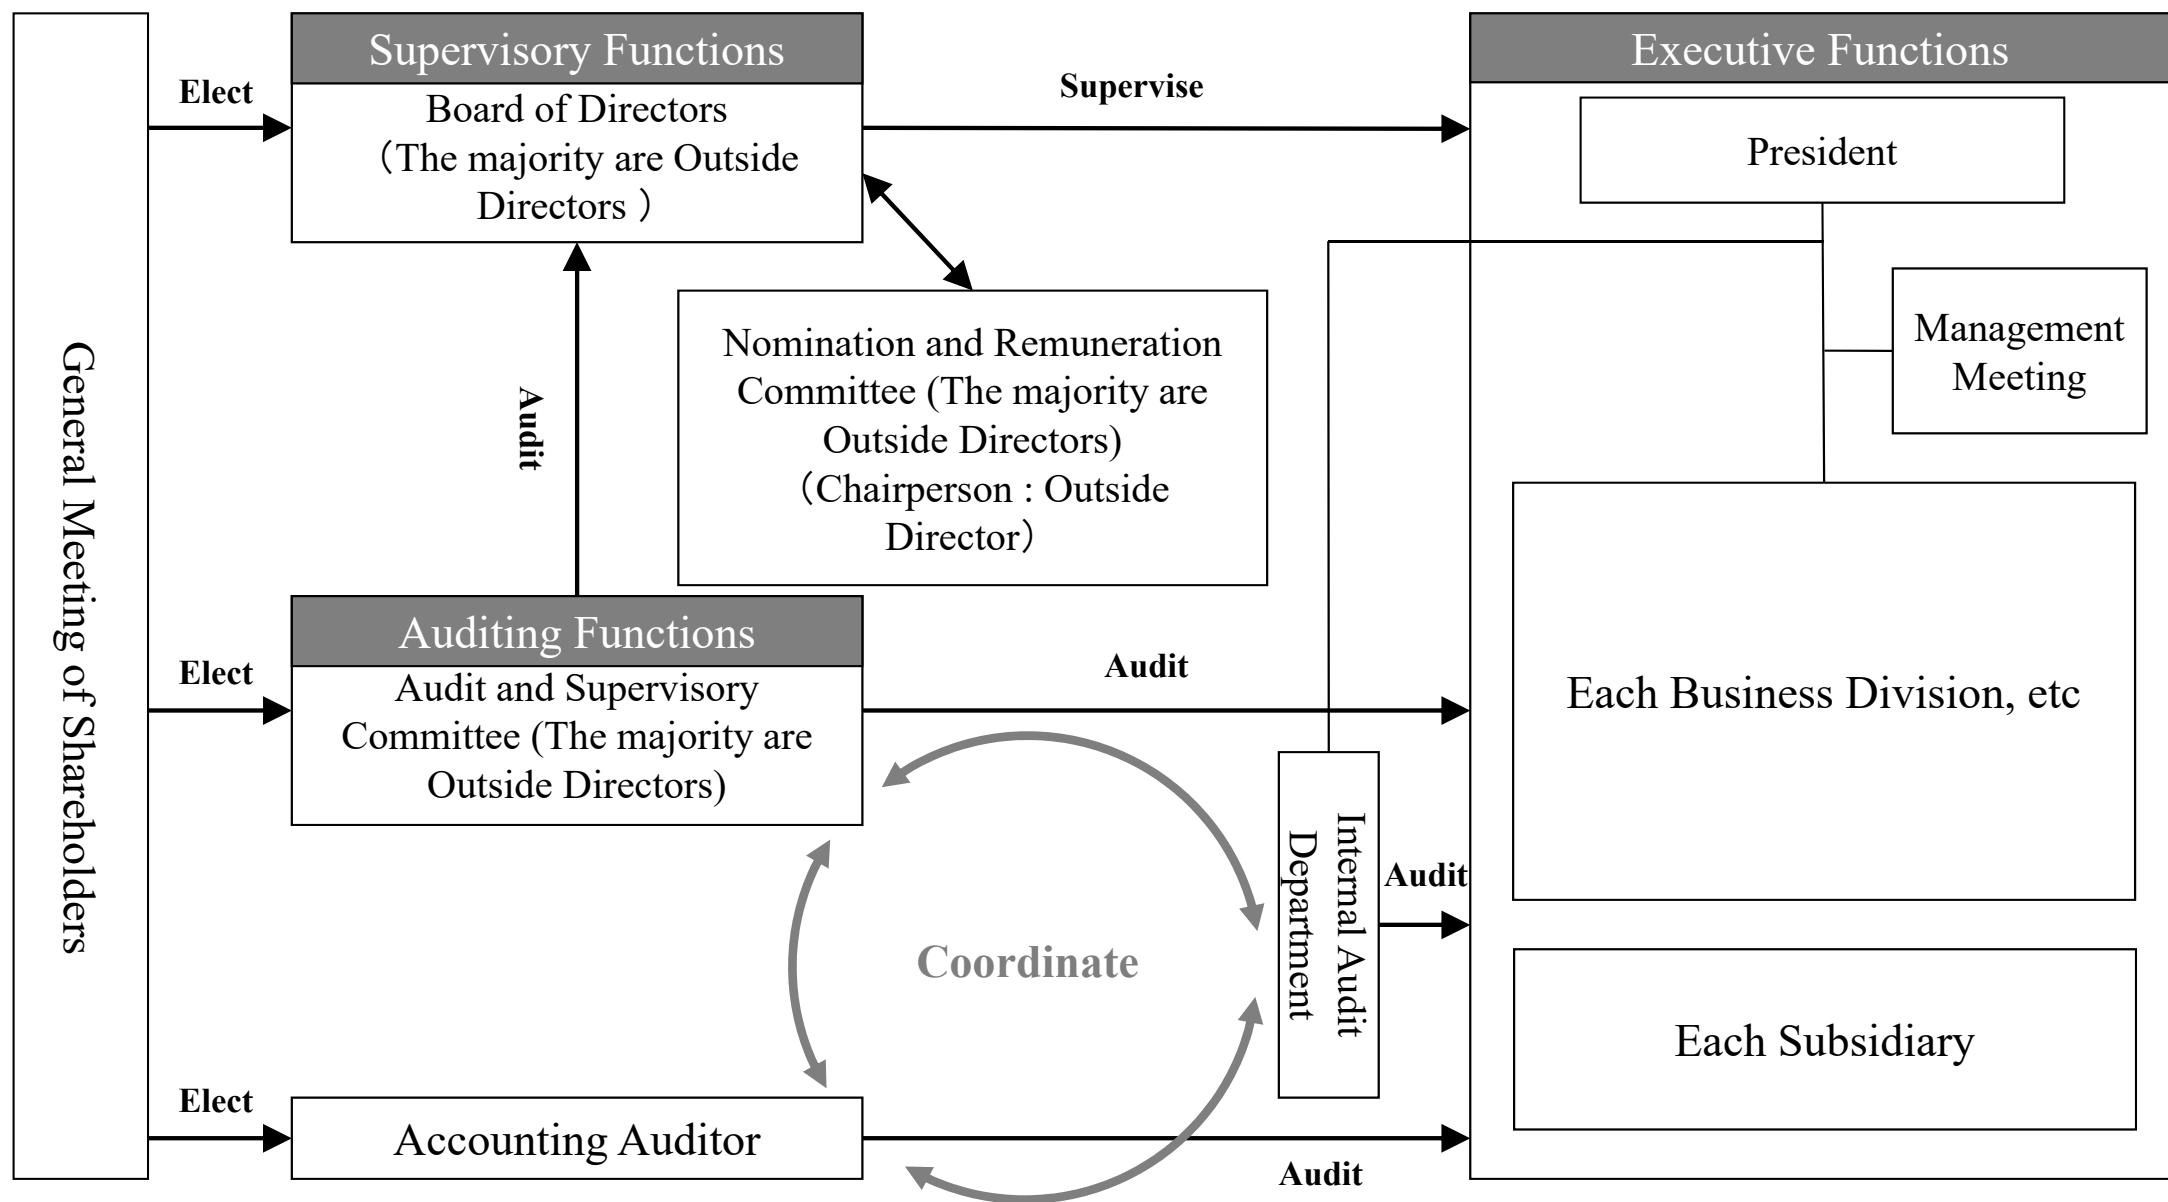 General Meeting of Shareholders
Elect
Supervisory Functions
Board of Directors
（The majority are Outside
Directors ）
Supervise
Nomination and Remuneration
Committee (The majority are
Outside Directors)
（Chairperson : Outside
Director）
Audit
Elect
Auditing Functions
Audit and Supervisory
Committee (The majority are
Outside Directors)
Audit
Coordinate
Internal Audit
Department
Audit
Elect
Accounting Auditor
Audit
Executive Functions
President
Management
Meeting
Each Business Division, etc
Each Subsidiary